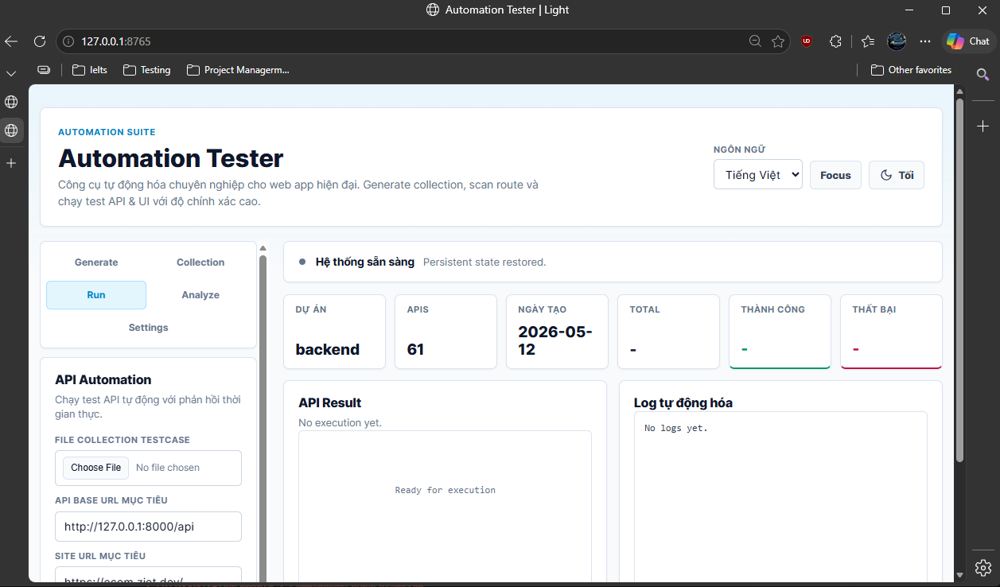 Automation Tester | Light
127.0.0.1:8765
Chat
Ielts
Testing
Project Managerm...
Other favorites
AUTOMATION SUITE
Automation Tester
Công cụ tự động hóa chuyên nghiệp cho web app hiện đại. Generate collection, scan route và
chạy test API & UI với độ chính xác cao.
NGÔN NGỮ
Tiếng Việt
Focus
Tối
Generate
Collection
Run
Analyze
Settings
Hệ thống sẵn sàng
Persistent state restored.
DỰ ÁN
backend
APIS
61
NGÀY TẠO
2026-05-
12
TOTAL
-
THÀNH CÔNG
-
THẤT BẠI
-
API Automation
Chạy test API tự động với phản hồi thời
gian thực.
FILE COLLECTION TESTCASE
Choose File
No file chosen
API BASE URL MỤC TIÊU
http://127.0.0.1:8000/api
SITE URL MỤC TIÊU
API Result
No execution yet.
Ready for execution
Log tự động hóa
No logs yet.